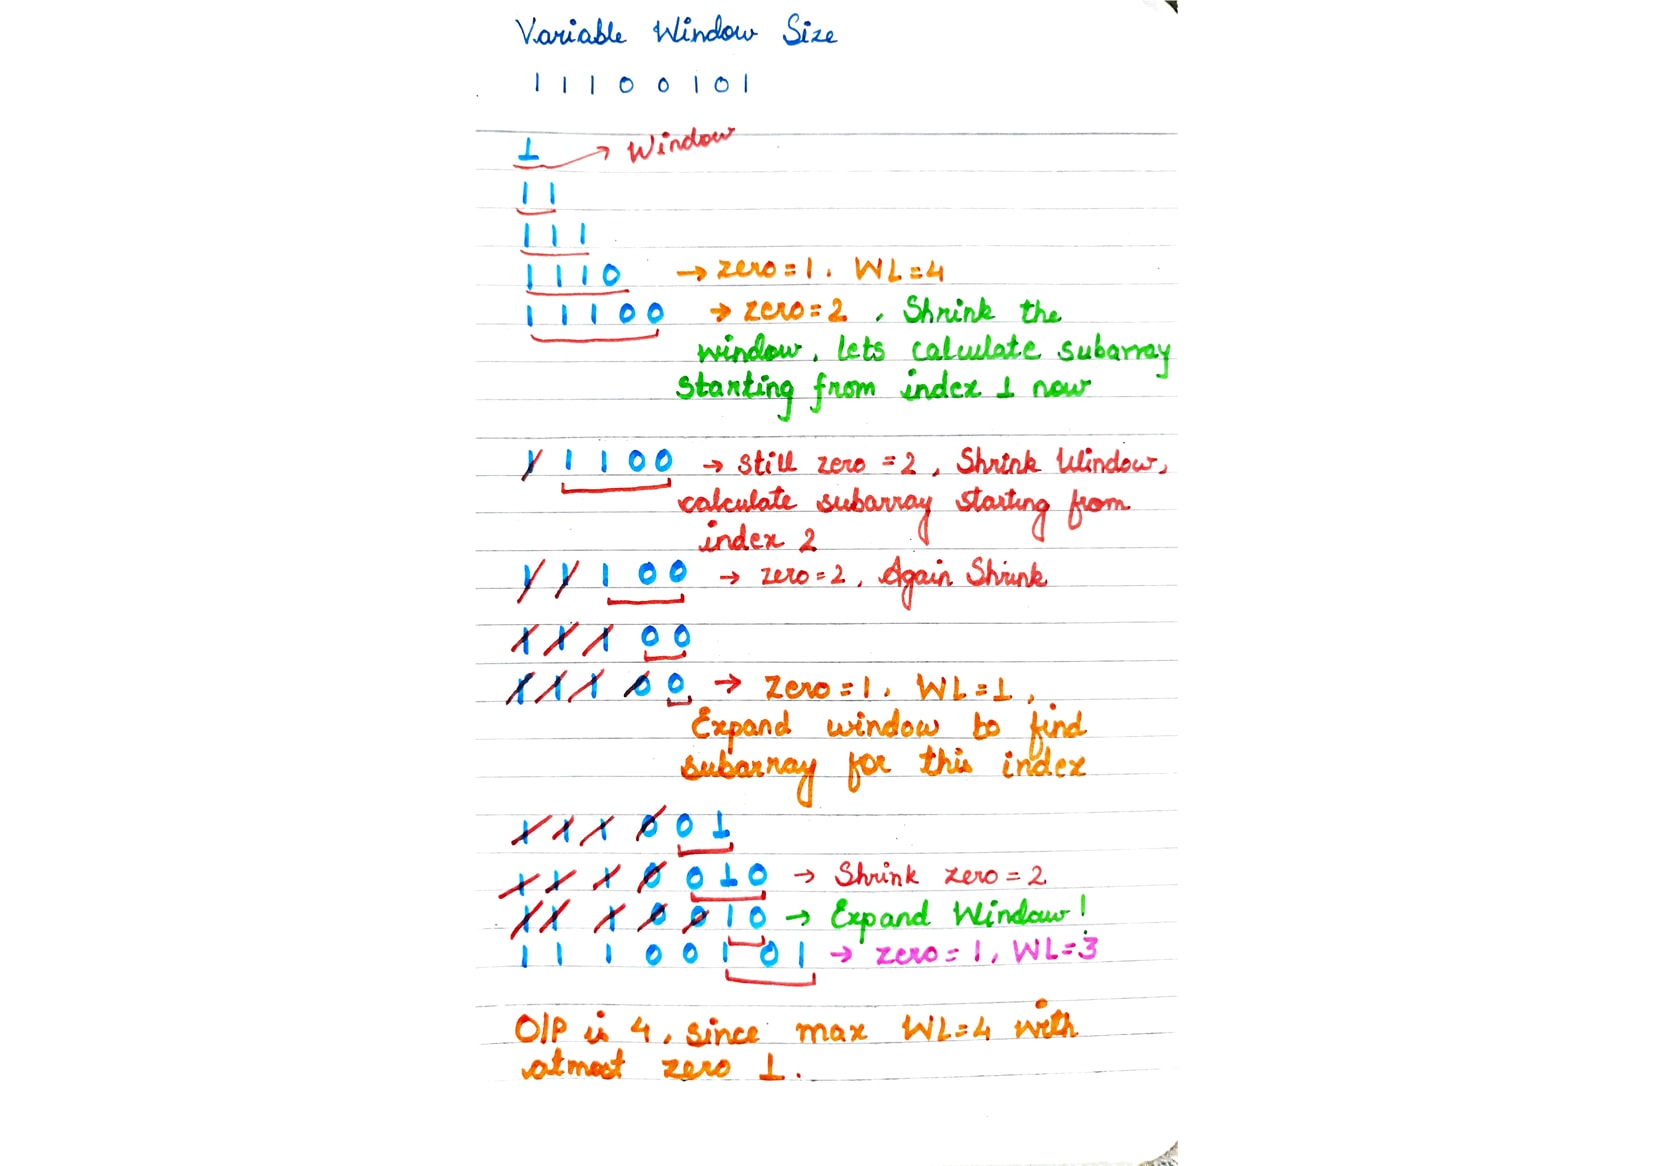 Variable Window Size
1 1 1 0 0 1 0 1
1 → Window
1 1
1 1 1
1 1 1 0 → zero = 1, WL = 4
1 1 1 0 0 → zero = 2, Shrink the
window, lets calculate subarray
starting from index 1 now
1 1 1 0 0 → still zero = 2, Shrink Window,
calculate subarray starting from
index 2
1 1 1 0 0 → zero = 2, Again Shrink
1 1 1 0 0
1 1 1 0 0 → zero = 1, WL = 1,
Expand window to find
subarray for this index
1 1 1 0 0 1
1 1 1 0 0 1 0 → Shrink zero = 2
1 1 1 0 0 1 0 → Expand Window!
1 1 1 0 0 1 0 1 → zero = 1, WL = 3
O/P is 4, since max WL = 4 with
atmost zero 1.